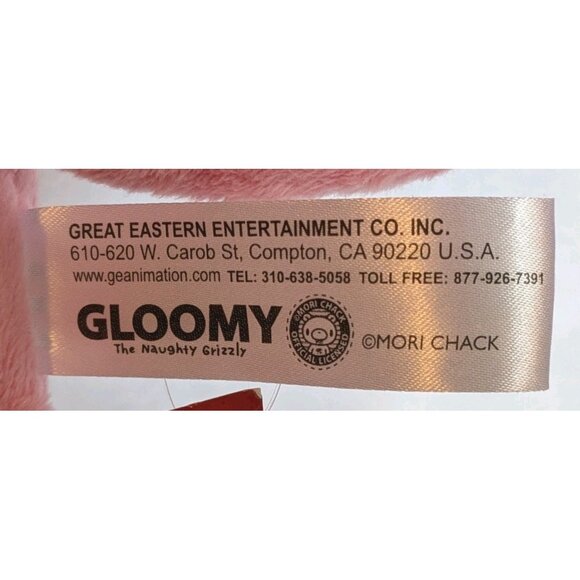 GREAT EASTERN ENTERTAINMENT CO. INC.
610-620 W. Carob St, Compton, CA 90220 U.S.A.
www.geanimation.com TEL: 310-638-5058 TOLL FREE: 877-926-7391
GLOOMY
The Naughty Grizzly
©MORI CHACK
OFFICIAL LICENSED
©MORI CHACK